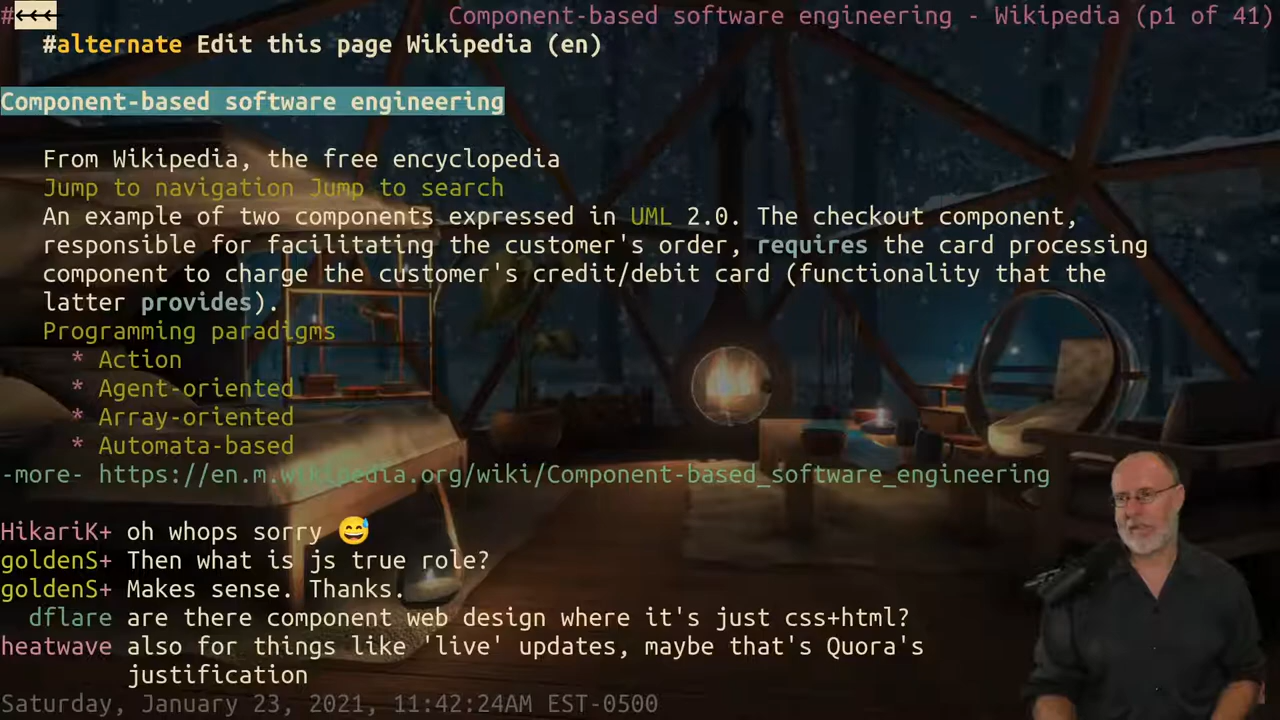 #←←← Component-based software engineering - Wikipedia (p1 of 41)
#alternate Edit this page Wikipedia (en)
Component-based software engineering
From Wikipedia, the free encyclopedia
Jump to navigation Jump to search
An example of two components expressed in UML 2.0. The checkout component,
responsible for facilitating the customer's order, requires the card processing
component to charge the customer's credit/debit card (functionality that the
latter provides).
Programming paradigms
* Action
* Agent-oriented
* Array-oriented
* Automata-based
-more- https://en.m.wikipedia.org/wiki/Component-based_software_engineering
HikariK+ oh whops sorry 😅
goldenS+ Then what is js true role?
goldenS+ Makes sense. Thanks.
dflare are there component web design where it's just css+html?
heatwave also for things like 'live' updates, maybe that's Quora's
justification
Saturday, January 23, 2021, 11:42:24AM EST-0500